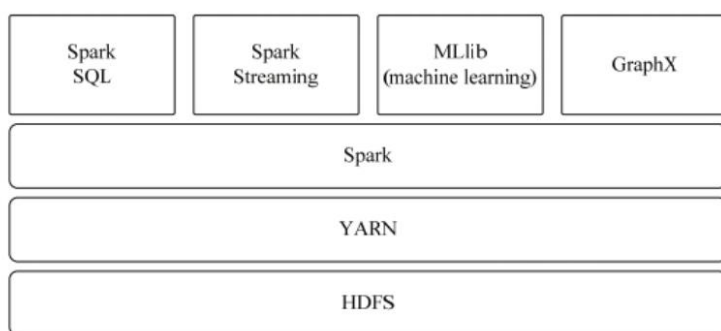 Spark
SQL
Spark
Streaming
MLlib
(machine learning)
GraphX
Spark
YARN
HDFS